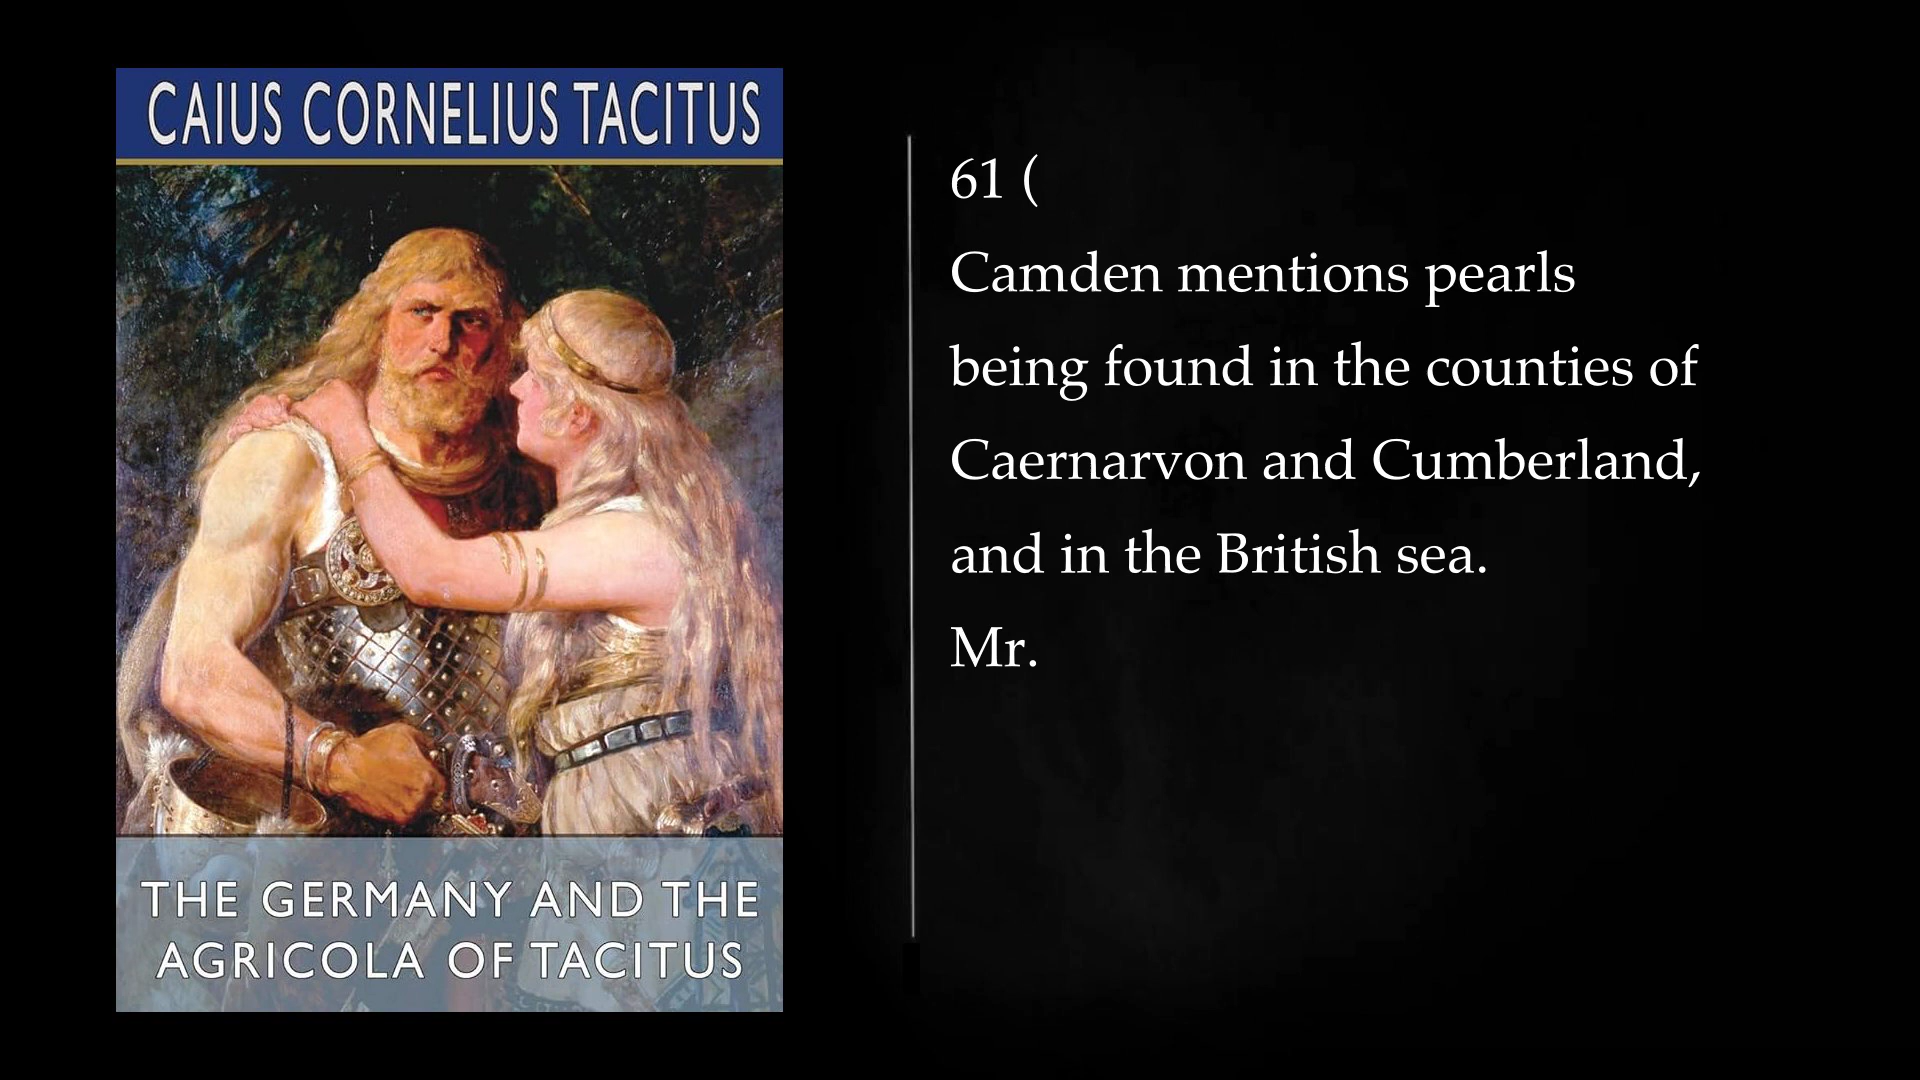 CAIUS CORNELIUS TACITUS
THE GERMANY AND THE
AGRICOLA OF TACITUS
61 (
Camden mentions pearls
being found in the counties of
Caernarvon and Cumberland,
and in the British sea.
Mr.